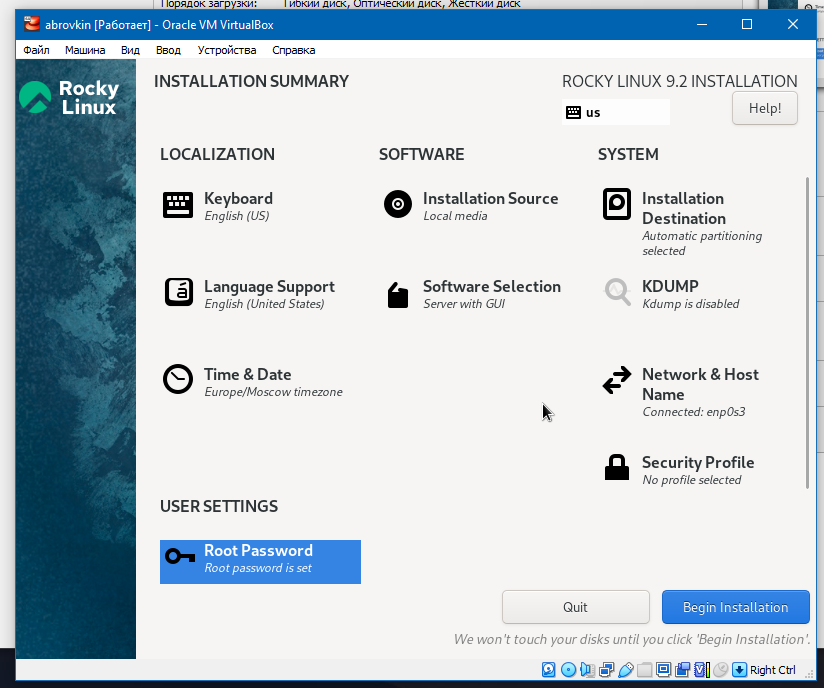 Порядок загрузки: Гибкий диск, Оптический диск, Жёсткий диск
abrovkin [Работает] - Oracle VM VirtualBox
Файл Машина Вид Ввод Устройства Справка
Rocky
Linux
INSTALLATION SUMMARY
ROCKY LINUX 9.2 INSTALLATION
us
Help!
LOCALIZATION
SOFTWARE
SYSTEM
Keyboard
English (US)
Installation Source
Local media
Installation
Destination
Automatic partitioning
selected
Language Support
English (United States)
Software Selection
Server with GUI
KDUMP
Kdump is disabled
Time & Date
Europe/Moscow timezone
Network & Host
Name
Connected: enp0s3
Security Profile
No profile selected
USER SETTINGS
Root Password
Root password is set
Quit
Begin Installation
We won't touch your disks until you click 'Begin Installation'.
Right Ctrl